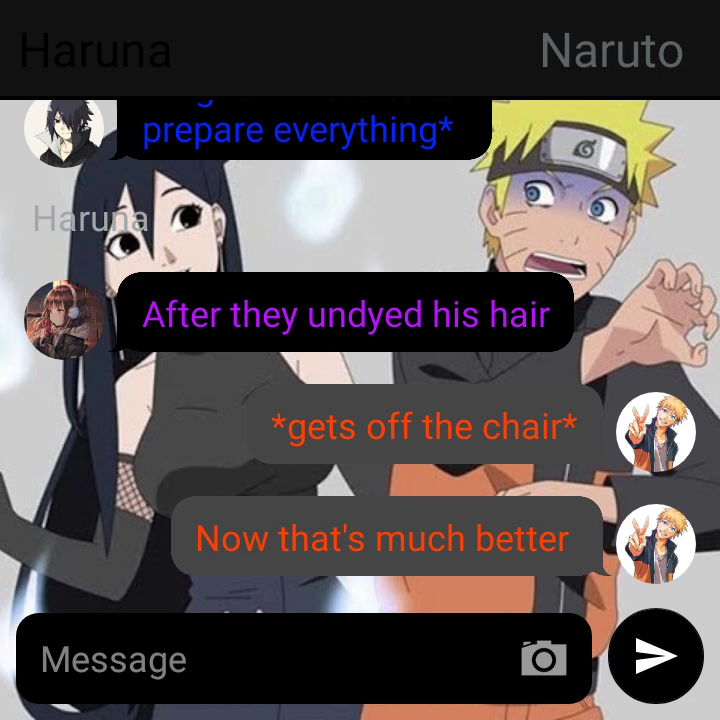 Haruna
Naruto
prepare everything*
Haruna
After they undyed his hair
*gets off the chair*
Now that's much better
Message